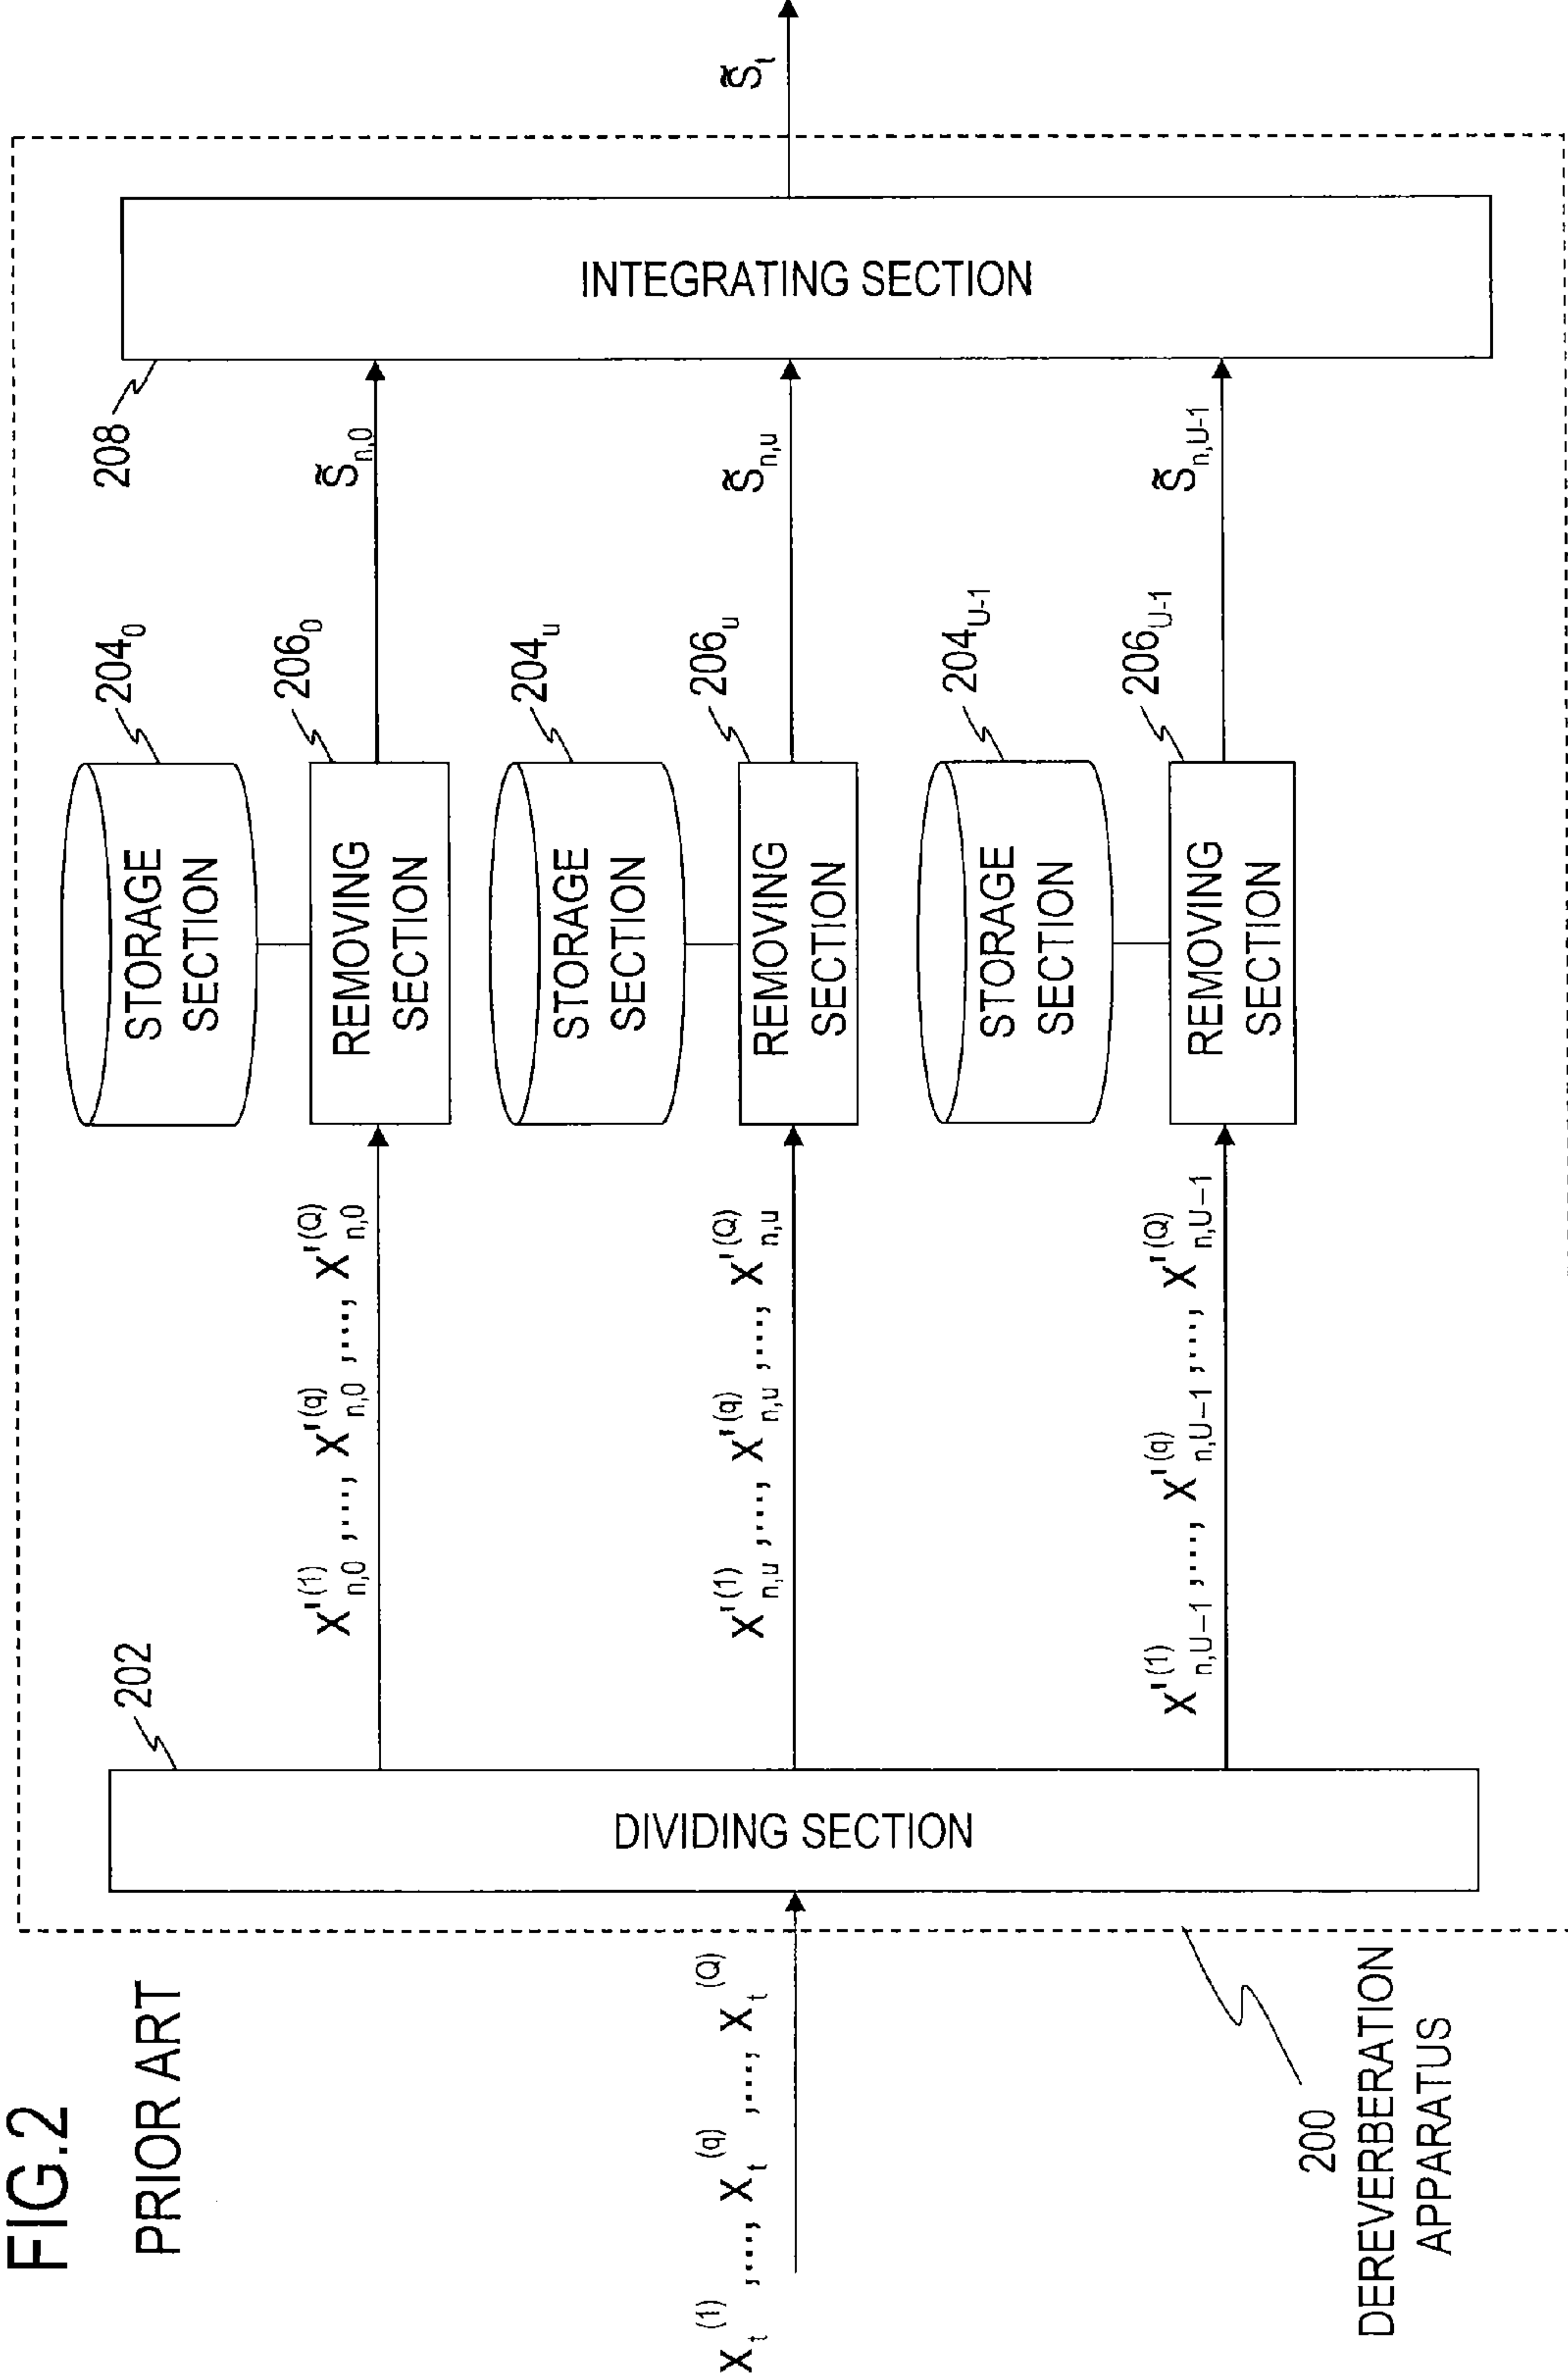 FIG.2
PRIOR ART
x_t^(1) ,..., x_t^(q) ,..., x_t^(Q)
200
DEREVERBERATION
APPARATUS
202
DIVIDING SECTION
x'^(1)_n,0 ,..., x'^(q)_n,0 ,..., x'^(Q)_n,0
x'^(1)_n,u ,..., x'^(q)_n,u ,..., x'^(Q)_n,u
x'^(1)_n,U−1 ,..., x'^(q)_n,U−1 ,..., x'^(Q)_n,U−1
204_0
STORAGE
SECTION
206_0
REMOVING
SECTION
204_u
STORAGE
SECTION
206_u
REMOVING
SECTION
204_U-1
STORAGE
SECTION
206_U-1
REMOVING
SECTION
s̃_n,0
s̃_n,u
s̃_n,U-1
208
INTEGRATING SECTION
s̃_t